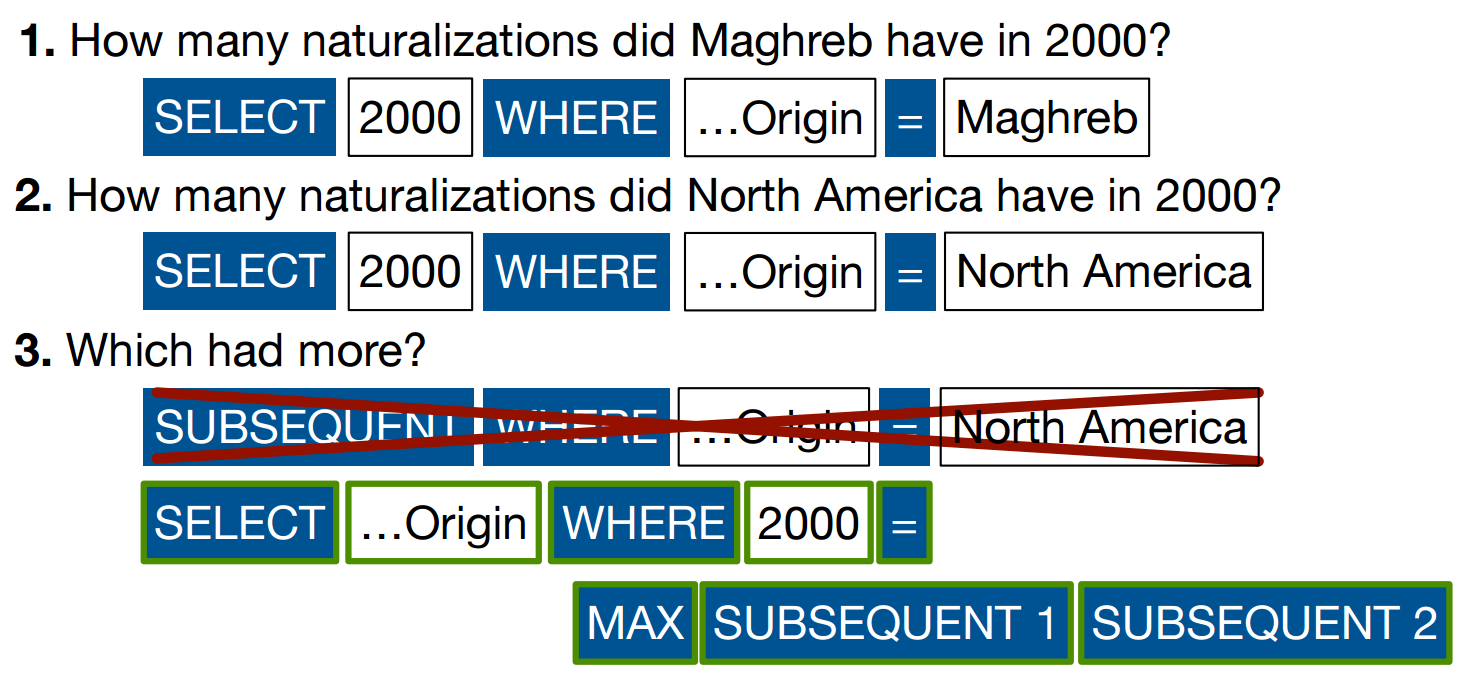 1. How many naturalizations did Maghreb have in 2000?
SELECT 2000 WHERE ...Origin = Maghreb
2. How many naturalizations did North America have in 2000?
SELECT 2000 WHERE ...Origin = North America
3. Which had more?
SUBSEQUENT WHERE ...Origin = North America
SELECT ...Origin WHERE 2000 =
MAX SUBSEQUENT 1 SUBSEQUENT 2